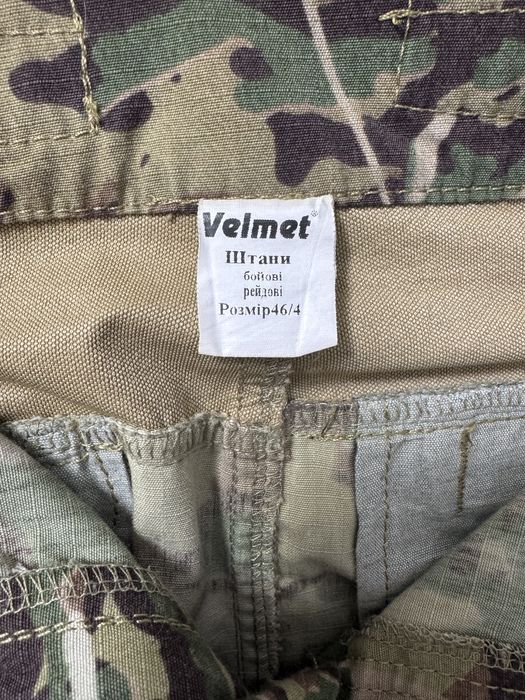 Velmet®
Штани
бойові
рейдові
Розмір46/4